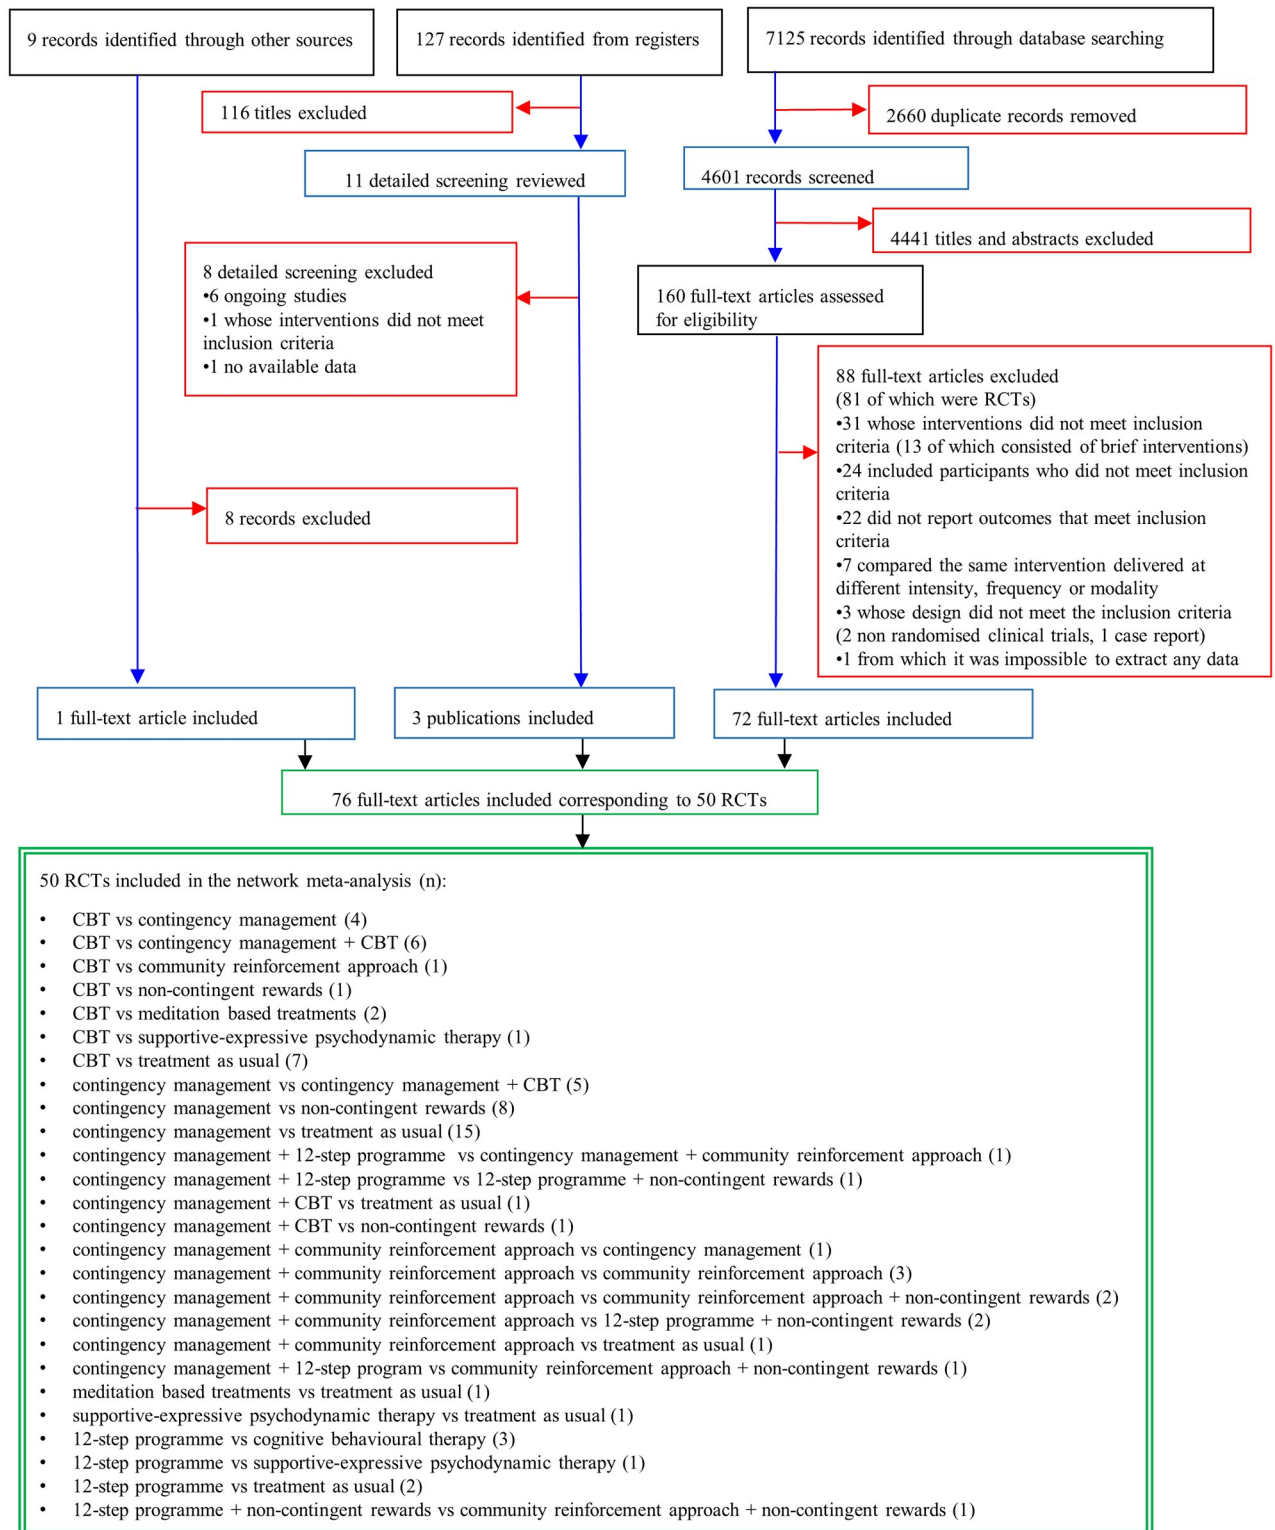 9 records identified through other sources
127 records identified from registers
7125 records identified through database searching
116 titles excluded
2660 duplicate records removed
11 detailed screening reviewed
4601 records screened
4441 titles and abstracts excluded
8 detailed screening excluded
•6 ongoing studies
•1 whose interventions did not meet
inclusion criteria
•1 no available data
160 full-text articles assessed
for eligibility
88 full-text articles excluded
(81 of which were RCTs)
•31 whose interventions did not meet inclusion
criteria (13 of which consisted of brief interventions)
•24 included participants who did not meet inclusion
criteria
•22 did not report outcomes that meet inclusion
criteria
•7 compared the same intervention delivered at
different intensity, frequency or modality
•3 whose design did not meet the inclusion criteria
(2 non randomised clinical trials, 1 case report)
•1 from which it was impossible to extract any data
8 records excluded
1 full-text article included
3 publications included
72 full-text articles included
76 full-text articles included corresponding to 50 RCTs
50 RCTs included in the network meta-analysis (n):
• CBT vs contingency management (4)
• CBT vs contingency management + CBT (6)
• CBT vs community reinforcement approach (1)
• CBT vs non-contingent rewards (1)
• CBT vs meditation based treatments (2)
• CBT vs supportive-expressive psychodynamic therapy (1)
• CBT vs treatment as usual (7)
• contingency management vs contingency management + CBT (5)
• contingency management vs non-contingent rewards (8)
• contingency management vs treatment as usual (15)
• contingency management + 12-step programme vs contingency management + community reinforcement approach (1)
• contingency management + 12-step programme vs 12-step programme + non-contingent rewards (1)
• contingency management + CBT vs treatment as usual (1)
• contingency management + CBT vs non-contingent rewards (1)
• contingency management + community reinforcement approach vs contingency management (1)
• contingency management + community reinforcement approach vs community reinforcement approach (3)
• contingency management + community reinforcement approach vs community reinforcement approach + non-contingent rewards (2)
• contingency management + community reinforcement approach vs 12-step programme + non-contingent rewards (2)
• contingency management + community reinforcement approach vs treatment as usual (1)
• contingency management + 12-step program vs community reinforcement approach + non-contingent rewards (1)
• meditation based treatments vs treatment as usual (1)
• supportive-expressive psychodynamic therapy vs treatment as usual (1)
• 12-step programme vs cognitive behavioural therapy (3)
• 12-step programme vs supportive-expressive psychodynamic therapy (1)
• 12-step programme vs treatment as usual (2)
• 12-step programme + non-contingent rewards vs community reinforcement approach + non-contingent rewards (1)